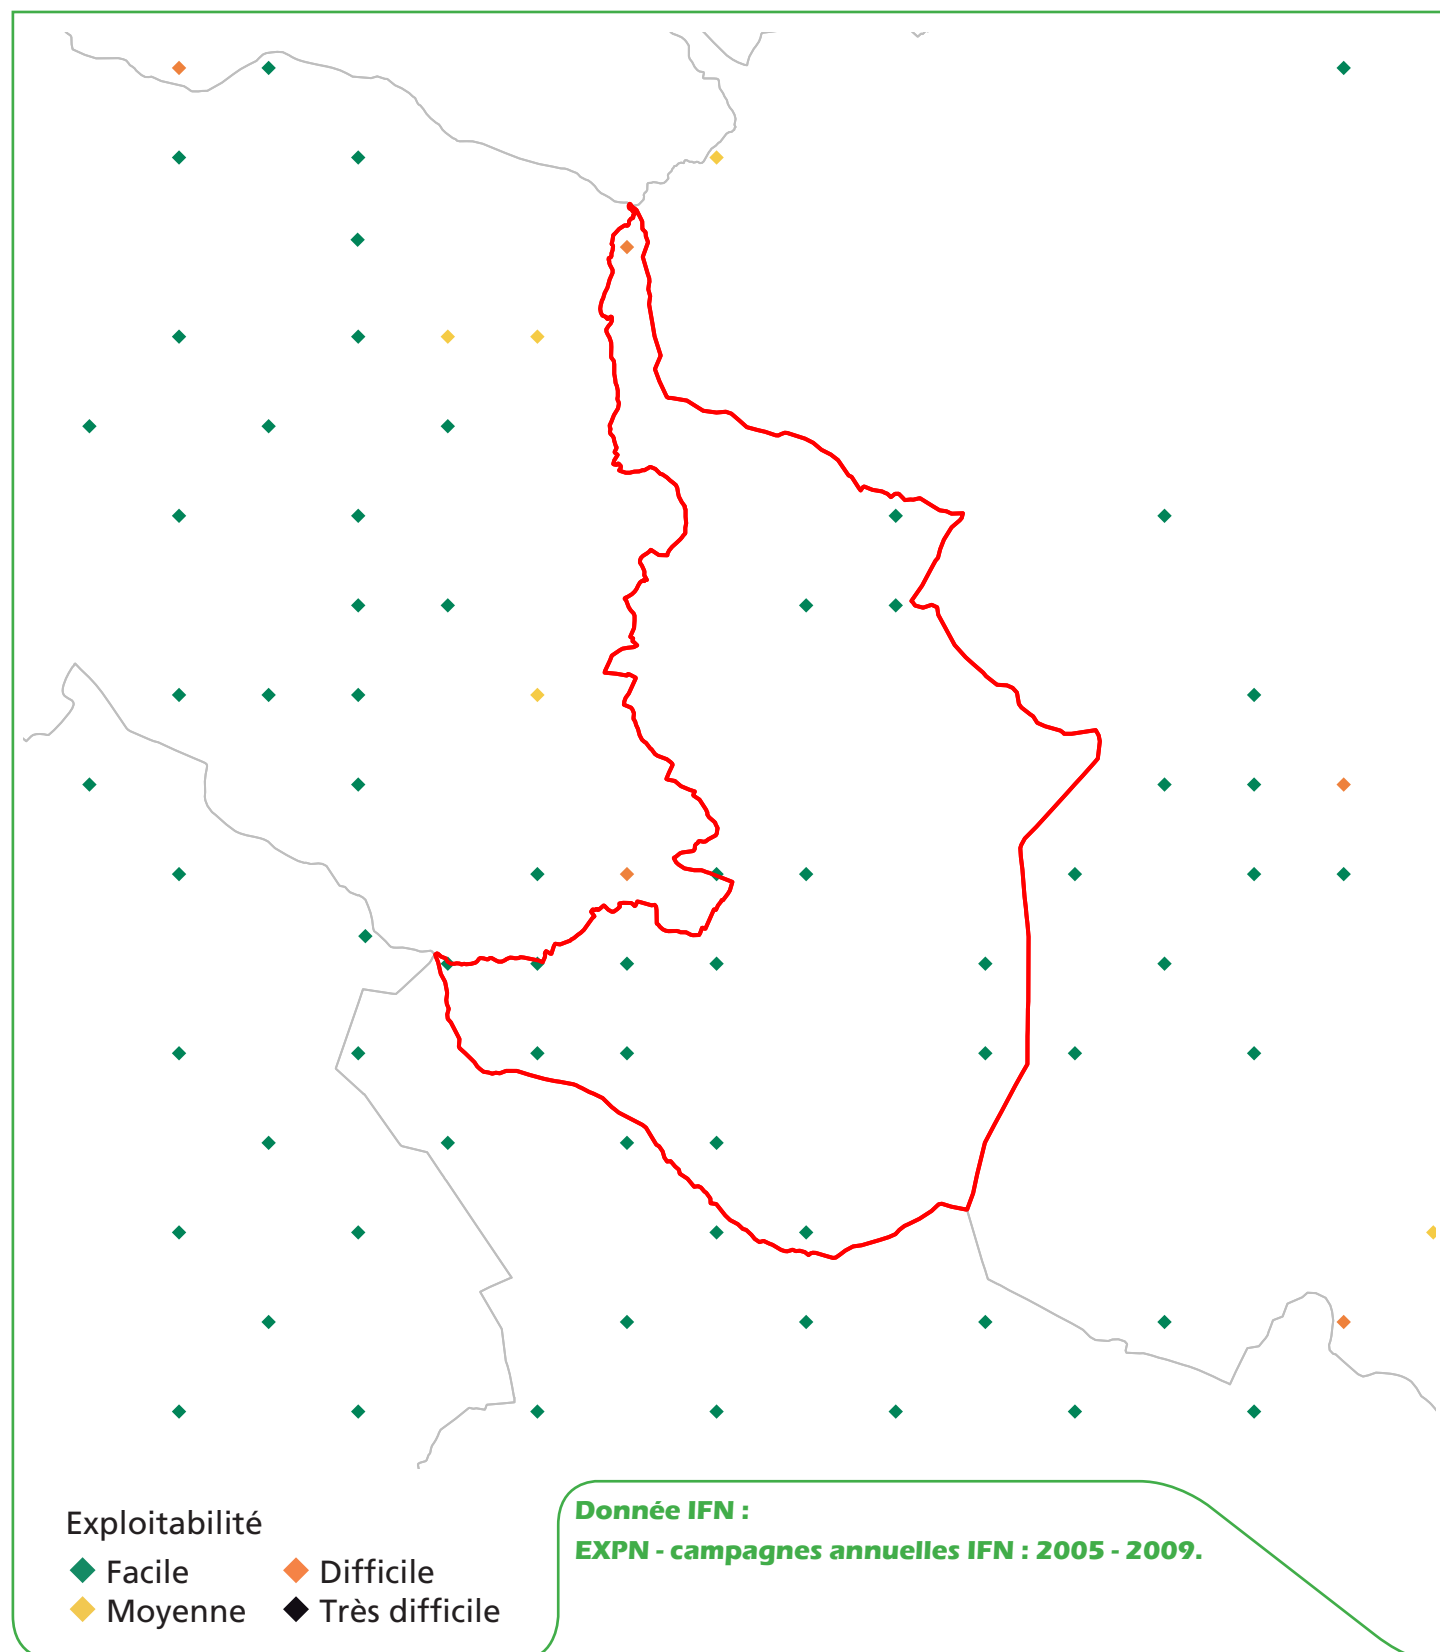 Exploitabilité
Facile
Difficile
Moyenne
Très difficile
Donnée IFN :
EXPN - campagnes annuelles IFN : 2005 - 2009.